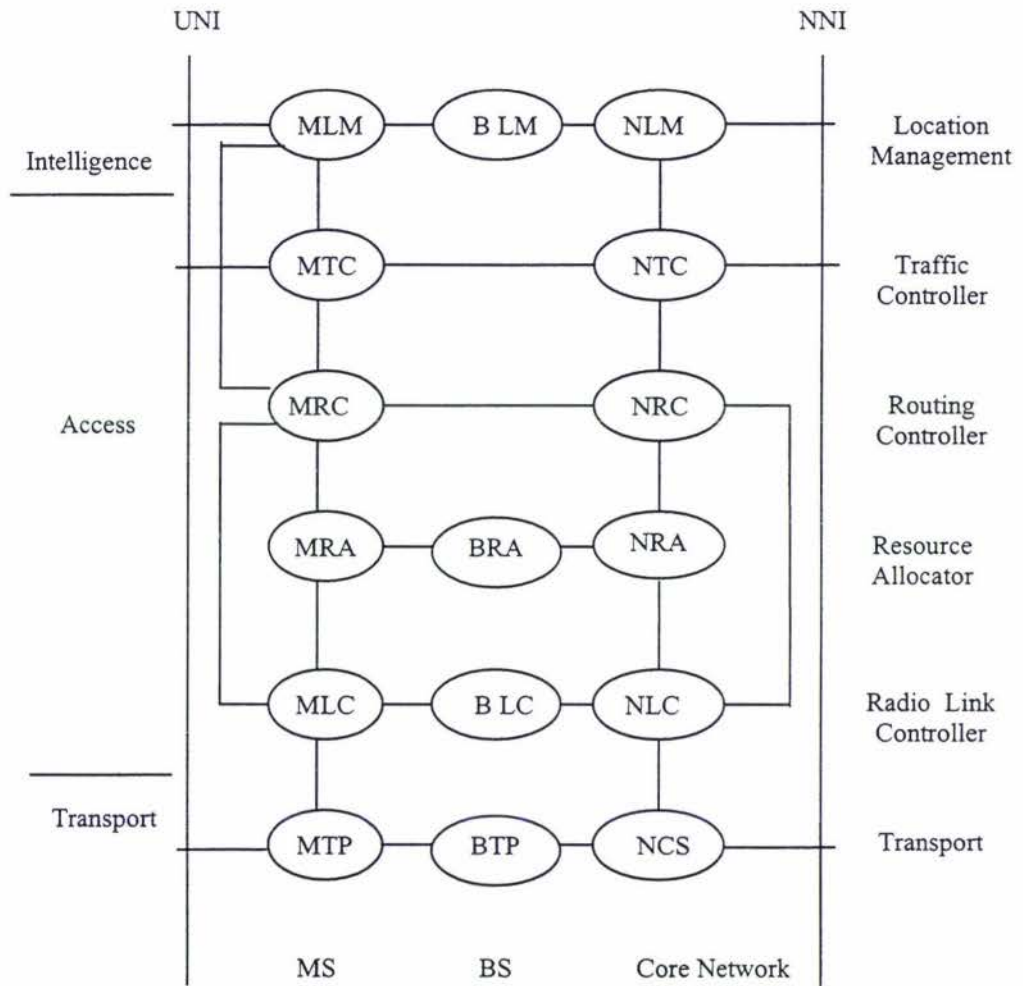 UNI
NNI
MLM
B LM
NLM
Location
Management
Intelligence
MTC
NTC
Traffic
Controller
MRC
NRC
Routing
Controller
Access
MRA
BRA
NRA
Resource
Allocator
MLC
B LC
NLC
Radio Link
Controller
Transport
MTP
BTP
NCS
Transport
MS
BS
Core Network